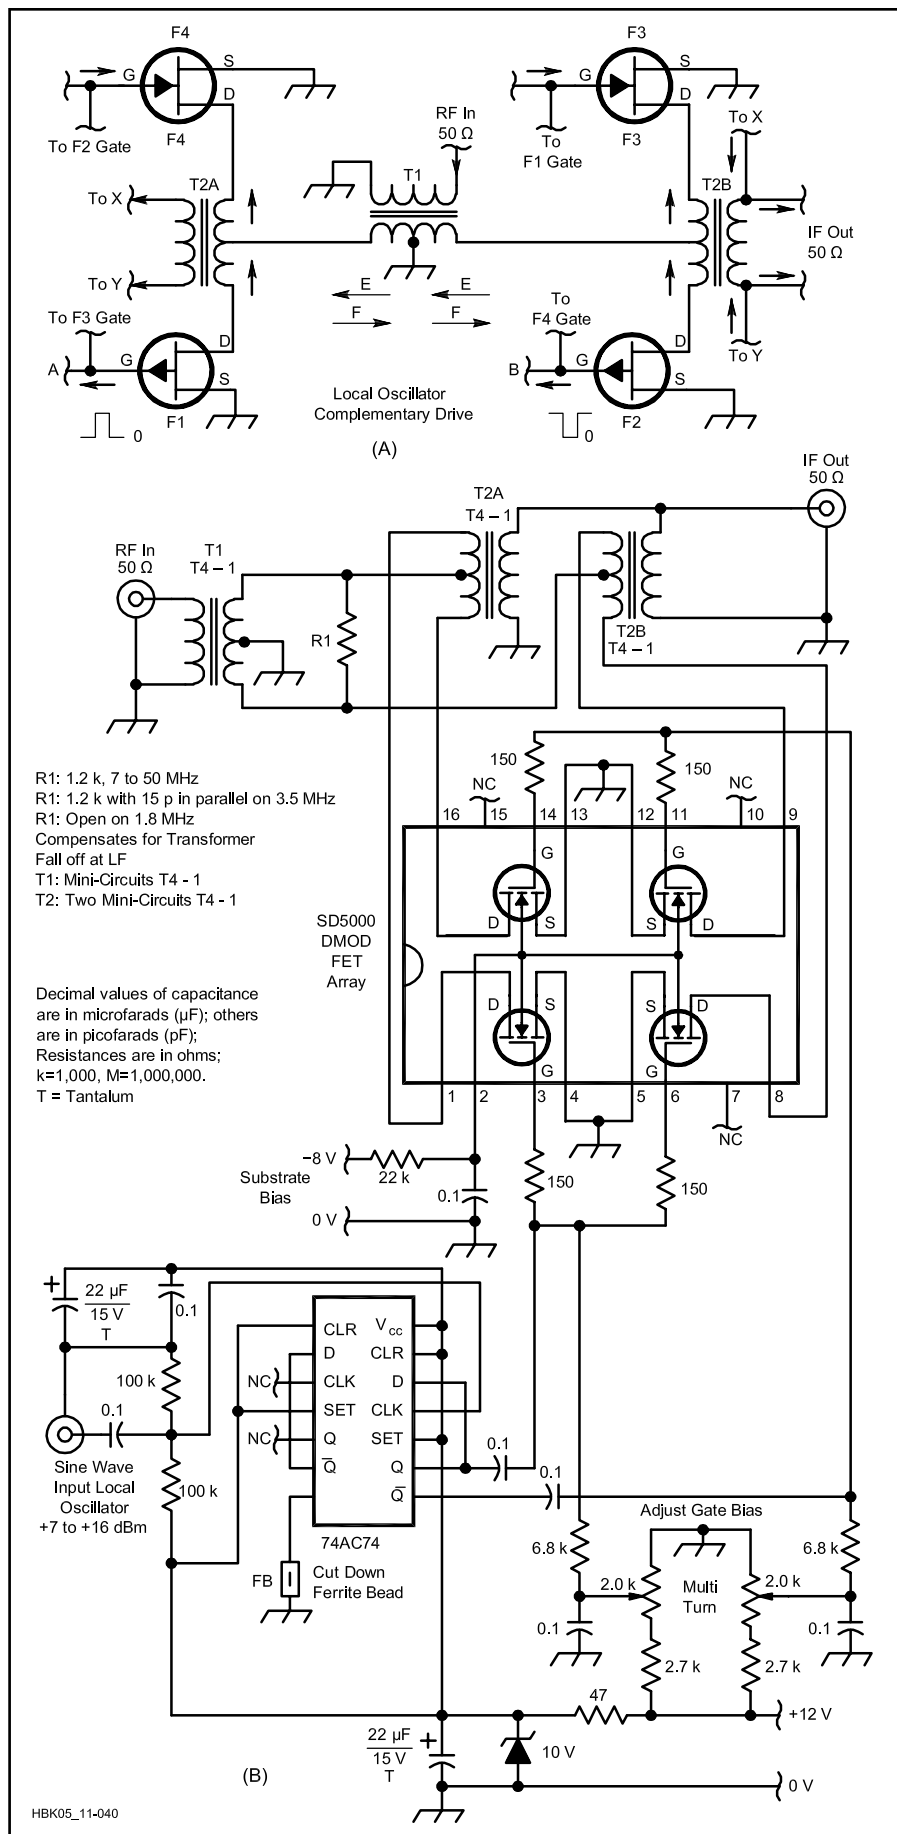 F4
F3
G
S
D
G
S
D
RF In
50 Ω
F4
F3
To F2 Gate
To
F1 Gate
To X
T1
T2A
T2B
To X
IF Out
50 Ω
To Y
E
E
F
F
To
F4 Gate
To F3 Gate
To Y
A
G
D
S
B
G
D
S
F1
F2
0
0
Local Oscillator
Complementary Drive
(A)
IF Out
50 Ω
T2A
T4 – 1
RF In
50 Ω
T1
T4 – 1
R1
T2B
T4 – 1
150
150
NC
NC
R1: 1.2 k, 7 to 50 MHz
R1: 1.2 k with 15 p in parallel on 3.5 MHz
R1: Open on 1.8 MHz
Compensates for Transformer
Fall off at LF
T1: Mini-Circuits T4 - 1
T2: Two Mini-Circuits T4 - 1
16
15
14
13
12
11
10
9
G
G
D
S
S
D
SD5000
DMOD
FET
Array
D
S
S
D
G
G
1
2
3
4
5
6
7
8
NC
Decimal values of capacitance
are in microfarads (µF); others
are in picofarads (pF);
Resistances are in ohms;
k=1,000, M=1,000,000.
T = Tantalum
–8 V
22 k
Substrate
Bias
0.1
0 V
150
150
+
22 µF
15 V
T
0.1
100 k
0.1
100 k
Sine Wave
Input Local
Oscillator
+7 to +16 dBm
CLR
Vcc
D
CLR
NC
CLK
D
SET
CLK
NC
Q
SET
Q̅
Q
Q̅
74AC74
0.1
0.1
FB
Cut Down
Ferrite Bead
Adjust Gate Bias
6.8 k
2.0 k
Multi
Turn
2.0 k
6.8 k
0.1
0.1
2.7 k
2.7 k
47
+12 V
22 µF
15 V
T
+
10 V
0 V
(B)
HBK05_11-040